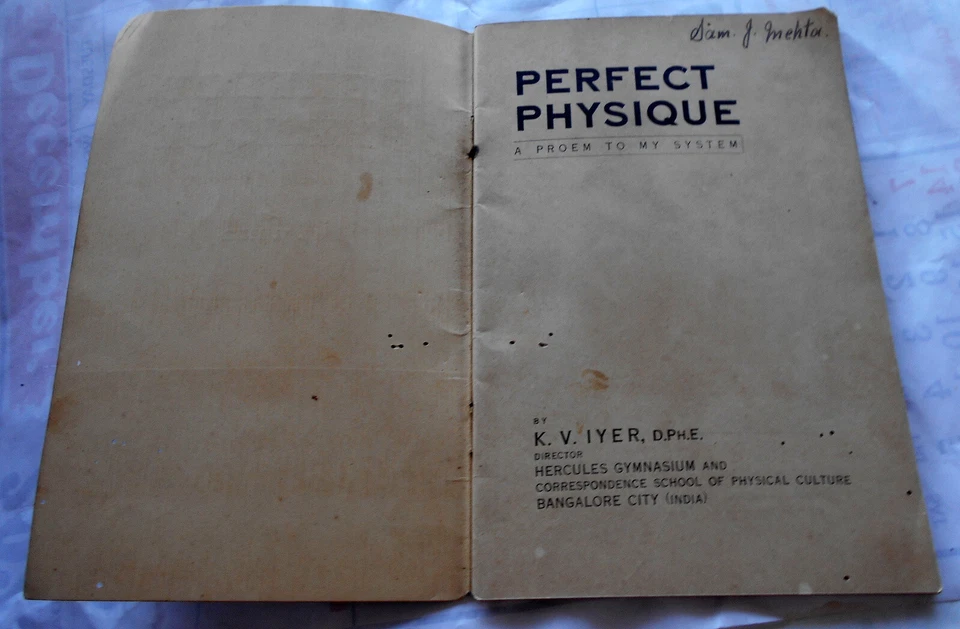 Sam. J. Mehta.
PERFECT
PHYSIQUE
A PROEM TO MY SYSTEM
BY
K. V. IYER, D.PH.E.
DIRECTOR
HERCULES GYMNASIUM AND
CORRESPONDENCE SCHOOL OF PHYSICAL CULTURE
BANGALORE CITY (INDIA)
December